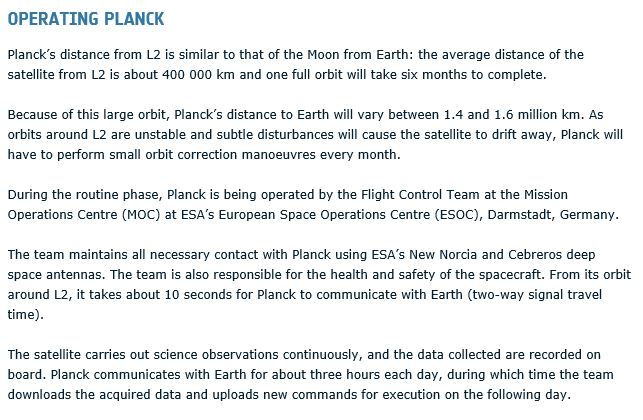 OPERATING PLANCK
Planck's distance from L2 is similar to that of the Moon from Earth: the average distance of the
satellite from L2 is about 400 000 km and one full orbit will take six months to complete.
Because of this large orbit, Planck's distance to Earth will vary between 1.4 and 1.6 million km. As
orbits around L2 are unstable and subtle disturbances will cause the satellite to drift away, Planck will
have to perform small orbit correction manoeuvres every month.
During the routine phase, Planck is being operated by the Flight Control Team at the Mission
Operations Centre (MOC) at ESA's European Space Operations Centre (ESOC), Darmstadt, Germany.
The team maintains all necessary contact with Planck using ESA's New Norcia and Cebreros deep
space antennas. The team is also responsible for the health and safety of the spacecraft. From its orbit
around L2, it takes about 10 seconds for Planck to communicate with Earth (two-way signal travel
time).
The satellite carries out science observations continuously, and the data collected are recorded on
board. Planck communicates with Earth for about three hours each day, during which time the team
downloads the acquired data and uploads new commands for execution on the following day.